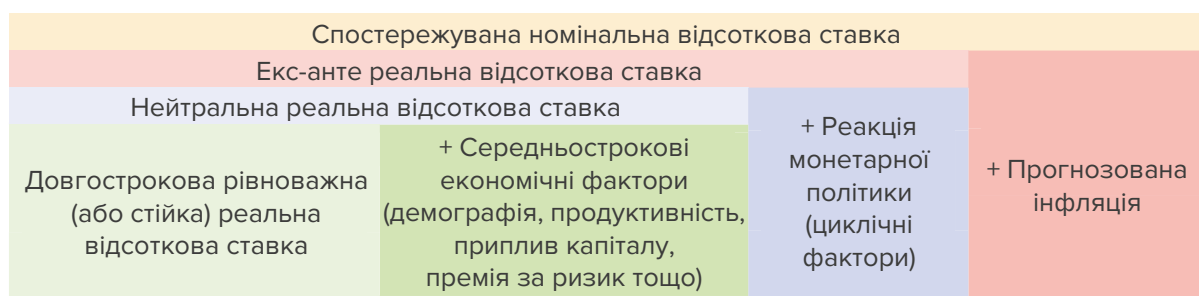 Спостережувана номінальна відсоткова ставка
Екс-анте реальна відсоткова ставка
Нейтральна реальна відсоткова ставка
Довгострокова рівноважна
(або стійка) реальна
відсоткова ставка
+ Середньострокові
економічні фактори
(демографія, продуктивність,
приплив капіталу,
премія за ризик тощо)
+ Реакція
монетарної
політики
(циклічні
фактори)
+ Прогнозована
інфляція